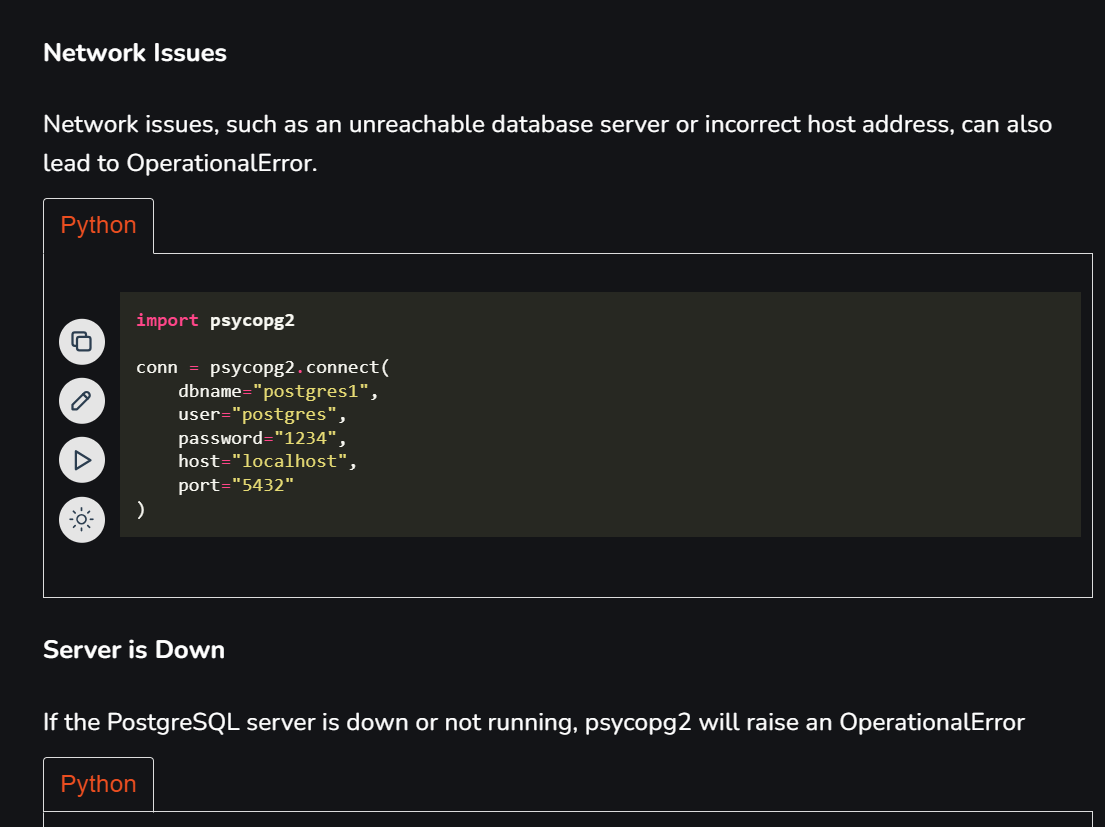 Network Issues
Network issues, such as an unreachable database server or incorrect host address, can also
lead to OperationalError.
Python
import psycopg2
conn = psycopg2.connect(
    dbname="postgres1",
    user="postgres",
    password="1234",
    host="localhost",
    port="5432"
)
Server is Down
If the PostgreSQL server is down or not running, psycopg2 will raise an OperationalError
Python